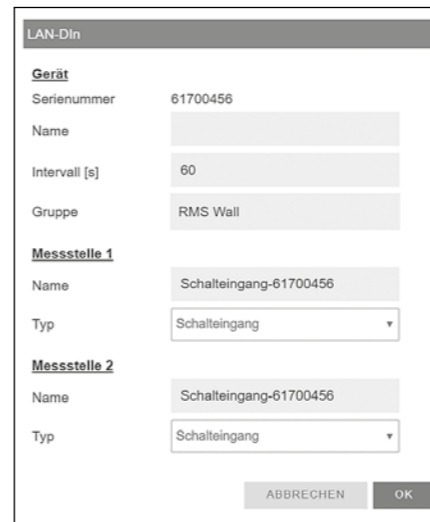 LAN-DIn
Gerät
Serienummer 61700456
Name
Intervall [s] 60
Gruppe RMS Wall
Messstelle 1
Name Schalteingang-61700456
Typ Schalteingang
Messstelle 2
Name Schalteingang-61700456
Typ Schalteingang
ABBRECHEN OK